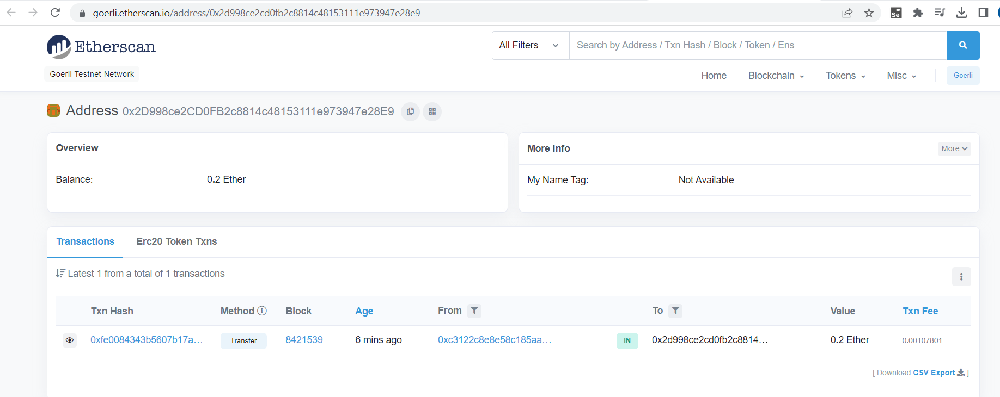 goerli.etherscan.io/address/0x2d998ce2cd0fb2c8814c48153111e973947e28e9
Se
Etherscan
All Filters
Search by Address / Txn Hash / Block / Token / Ens
Goerli Testnet Network
Home Blockchain Tokens Misc Goerli
Address 0x2D998ce2CD0FB2c8814c48153111e973947e28E9
Overview
Balance: 0.2 Ether
More Info More
My Name Tag: Not Available
Transactions Erc20 Token Txns
Latest 1 from a total of 1 transactions
Txn Hash Method Block Age From To Value Txn Fee
0xfe0084343b5607b17a... Transfer 8421539 6 mins ago 0xc3122c8e8e58c185aa... IN 0x2d998ce2cd0fb2c8814... 0.2 Ether 0.00107801
[ Download CSV Export ]